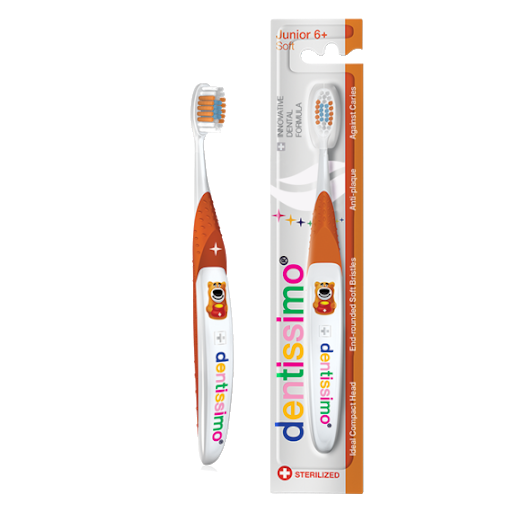 Junior 6+
Soft
INNOVATIVE
DENTAL
FORMULA
Against Caries
Anti-plaque
End-rounded Soft Bristles
Ideal Compact Head
dentissimo®
dentissimo
dentissimo®
STERILIZED